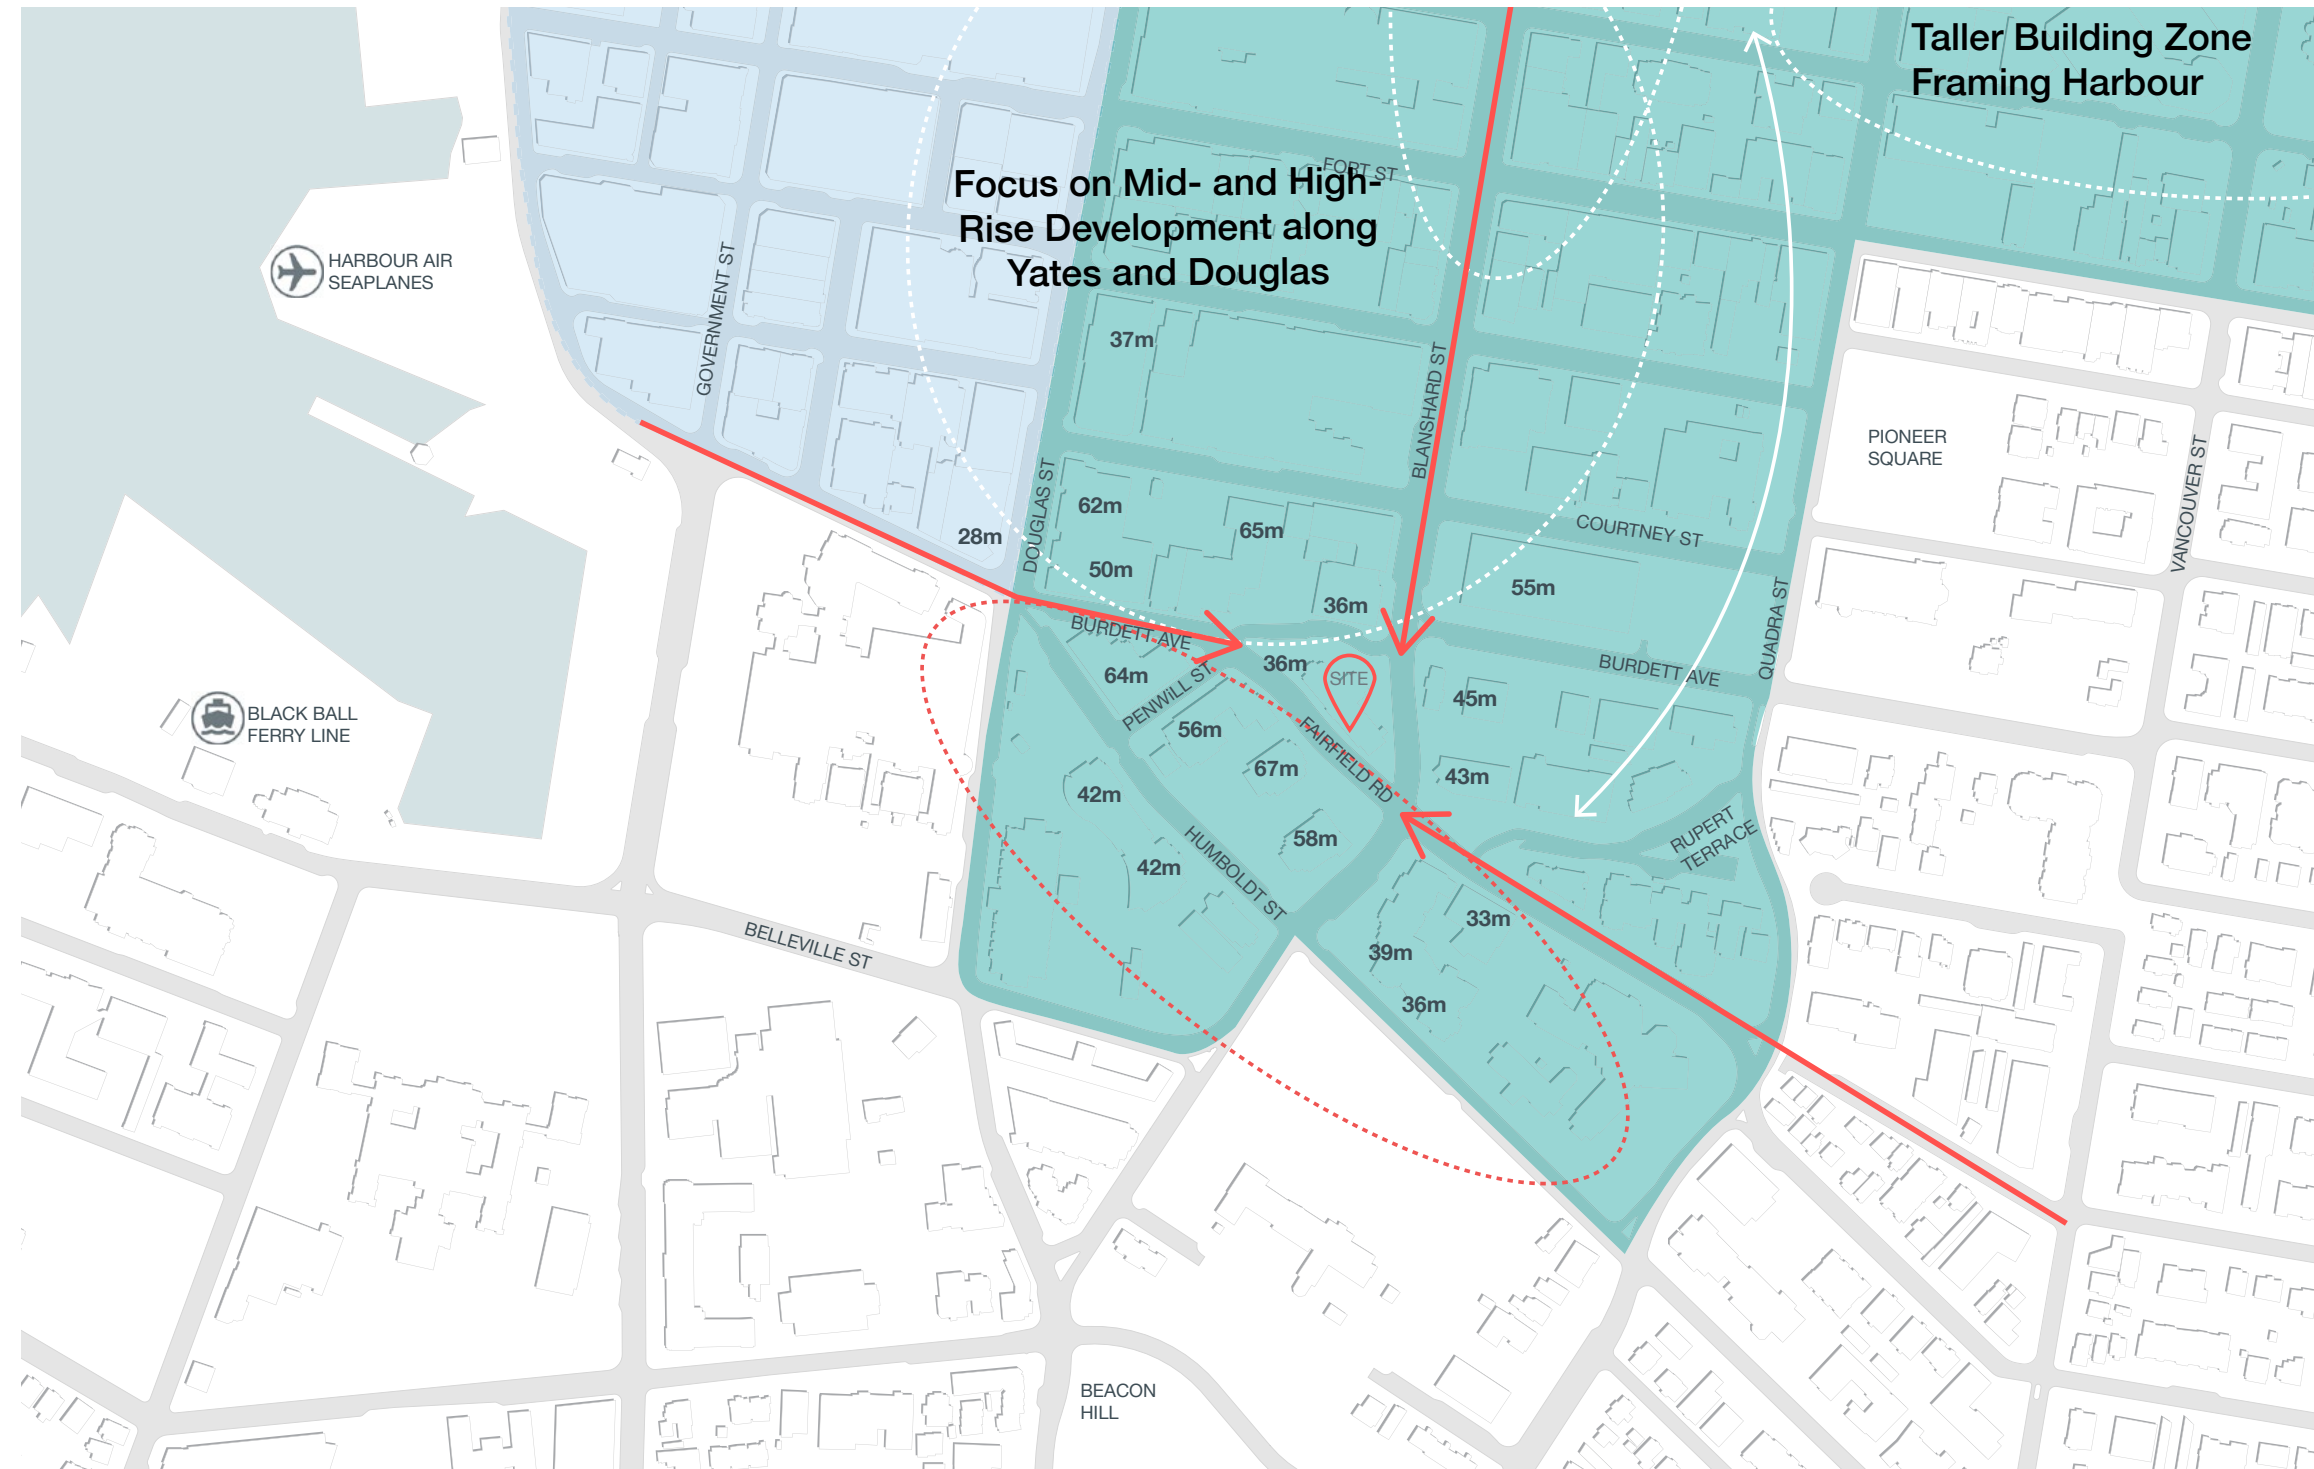 Taller Building Zone
Framing Harbour
FORT ST
Focus on Mid- and High-
Rise Development along
Yates and Douglas
HARBOUR AIR
SEAPLANES
GOVERNMENT ST
37m
BLANSHARD ST
PIONEER
SQUARE
VANCOUVER ST
DOUGLAS ST
62m
65m
28m
COURTNEY ST
50m
55m
36m
QUADRA ST
BURDETT AVE
36m
SITE
BURDETT AVE
64m
PENWiLL ST
45m
BLACK BALL
FERRY LINE
56m
FAIRFIELD RD
67m
43m
42m
58m
RUPERT
TERRACE
42m
HUMBOLDT ST
33m
BELLEVILLE ST
39m
36m
BEACON
HILL